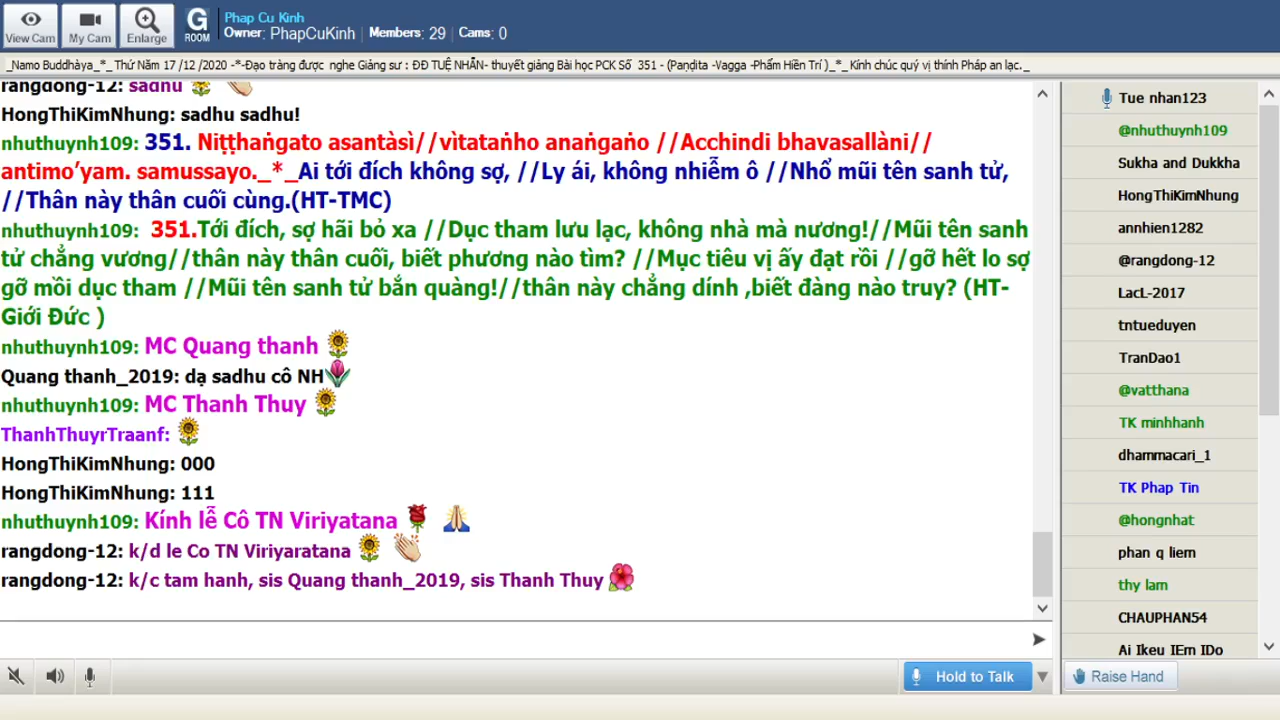 View Cam
My Cam
Enlarge
G
ROOM
Phap Cu Kinh
Owner: PhapCuKinh Members: 29 Cams: 0
_Namo Buddhàya_*_ Thứ Năm 17 /12 /2020 -*-Đạo tràng được nghe Giảng sư : ĐĐ TUỆ NHẪN- thuyết giảng Bài học PCK Số 351 - (Paṇḍita -Vagga -Phẩm Hiền Trí )_*_Kính chúc quý vị thính Pháp an lạc._
rangdong-12: sadhu
HongThiKimNhung: sadhu sadhu!
nhuthuynh109: 351. Niṭṭhaṅgato asantàsì//vìtataṅho anaṅgaṅo //Acchindi bhavasallàni//
antimo’yam. samussayo._*_Ai tới đích không sợ, //Ly ái, không nhiễm ô //Nhổ mũi tên sanh tử,
//Thân này thân cuối cùng.(HT-TMC)
nhuthuynh109: 351.Tới đích, sợ hãi bỏ xa //Dục tham lưu lạc, không nhà mà nương!//Mũi tên sanh
tử chẳng vương//thân này thân cuối, biết phương nào tìm? //Mục tiêu vị ấy đạt rồi //gỡ hết lo sợ
gỡ mồi dục tham //Mũi tên sanh tử bắn quàng!//thân này chẳng dính ,biết đàng nào truy? (HT-
Giới Đức )
nhuthuynh109: MC Quang thanh
Quang thanh_2019: dạ sadhu cô NH
nhuthuynh109: MC Thanh Thuy
ThanhThuyrTraanf:
HongThiKimNhung: 000
HongThiKimNhung: 111
nhuthuynh109: Kính lễ Cô TN Viriyatana
rangdong-12: k/d le Co TN Viriyaratana
rangdong-12: k/c tam hanh, sis Quang thanh_2019, sis Thanh Thuy
Tue nhan123
@nhuthuynh109
Sukha and Dukkha
HongThiKimNhung
annhien1282
@rangdong-12
LacL-2017
tntueduyen
TranDao1
@vatthana
TK minhhanh
dhammacari_1
TK Phap Tin
@hongnhat
phan q liem
thy lam
CHAUPHAN54
Ai Ikeu IEm IDo
Hold to Talk
Raise Hand